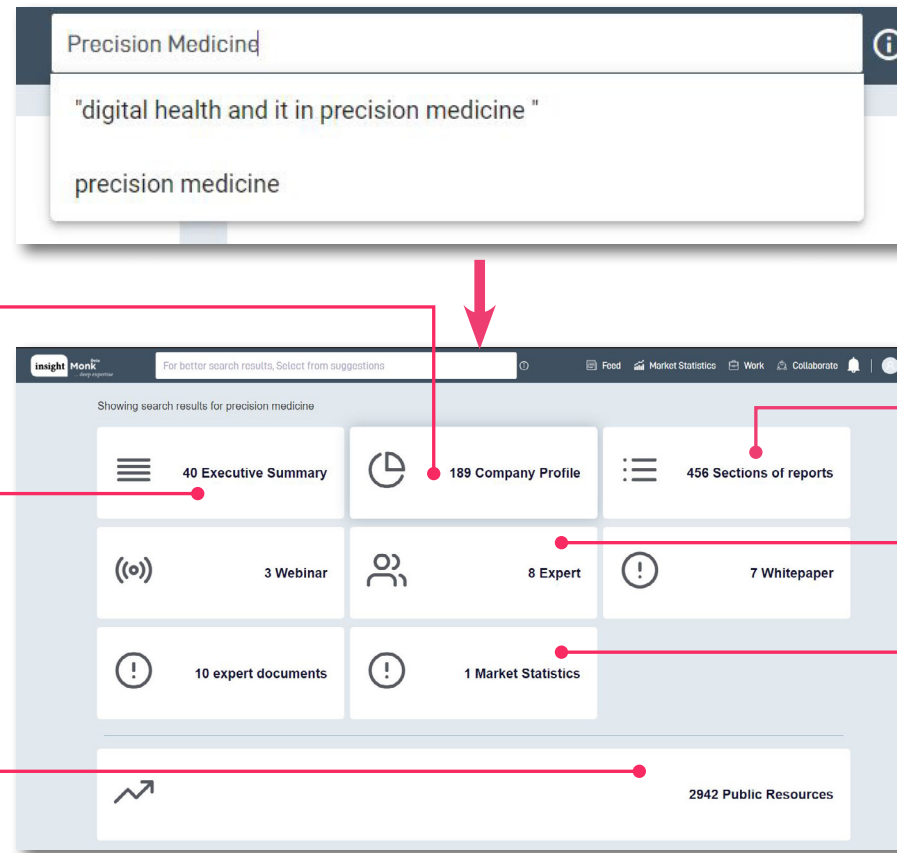 Precision Medicine
"digital health and it in precision medicine "
precision medicine
insight Monk Beta
...deep expertise
For better search results, Select from suggestions
Feed Market Statistics Work Collaborate
Showing search results for precision medicine
40 Executive Summary
189 Company Profile
456 Sections of reports
3 Webinar
8 Expert
7 Whitepaper
10 expert documents
1 Market Statistics
2942 Public Resources